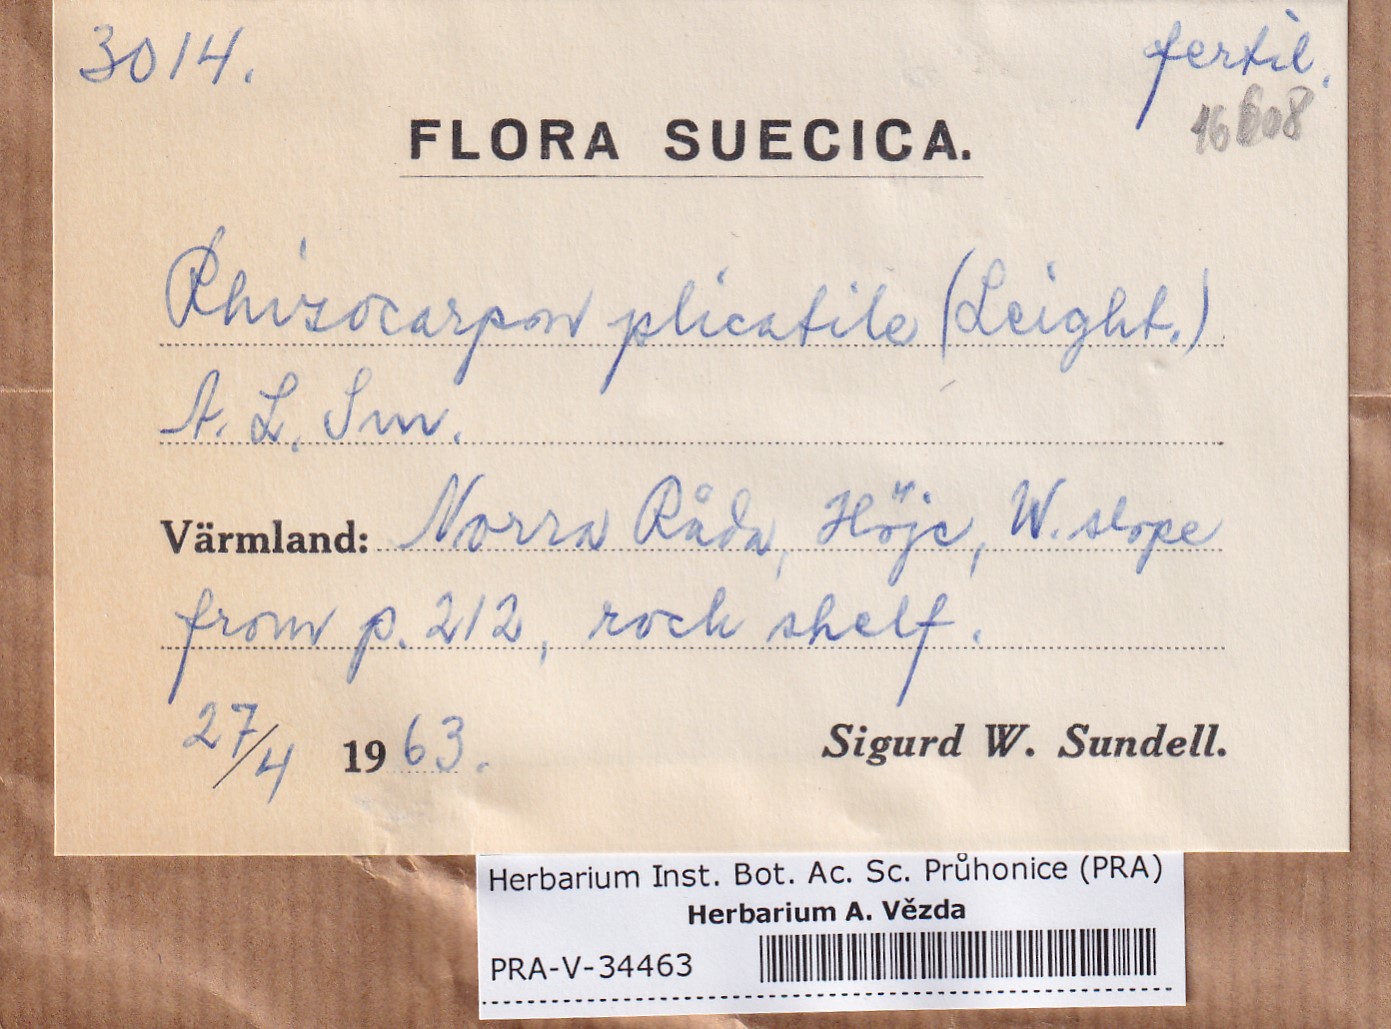 3014.
fertil.
FLORA SUECICA.
Rhizocarpon plicatile (Leight.)
A. L. Sm.
Värmland: Norra Råda, Höje, W. slope
from p. 212, rock shelf.
27/4 1963.
Sigurd W. Sundell.
Herbarium Inst. Bot. Ac. Sc. Průhonice (PRA)
Herbarium A. Vězda
PRA-V-34463